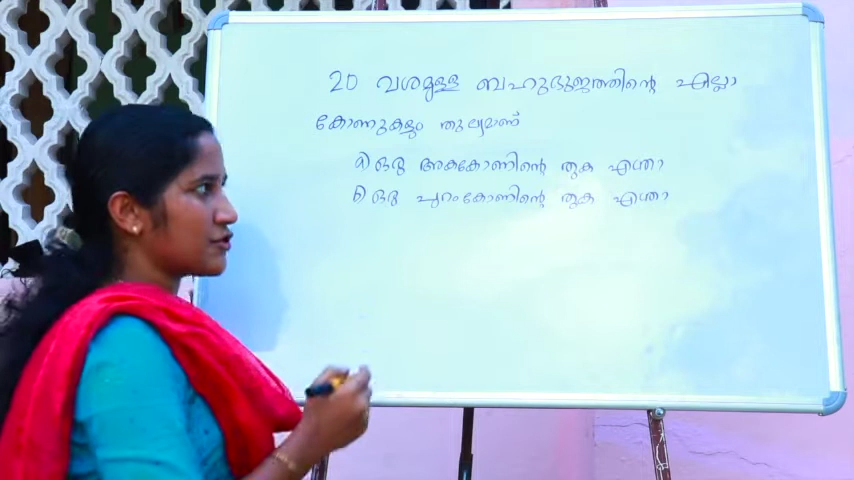 20 വശമുള്ള ബഹുഭുജത്തിന്റെ എല്ലാ
കോണുകളും തുല്യമാണ്
a) ഒരു അകകോണിന്റെ തുക എന്താ
b) ഒരു പുറംകോണിന്റെ തുക എന്താ